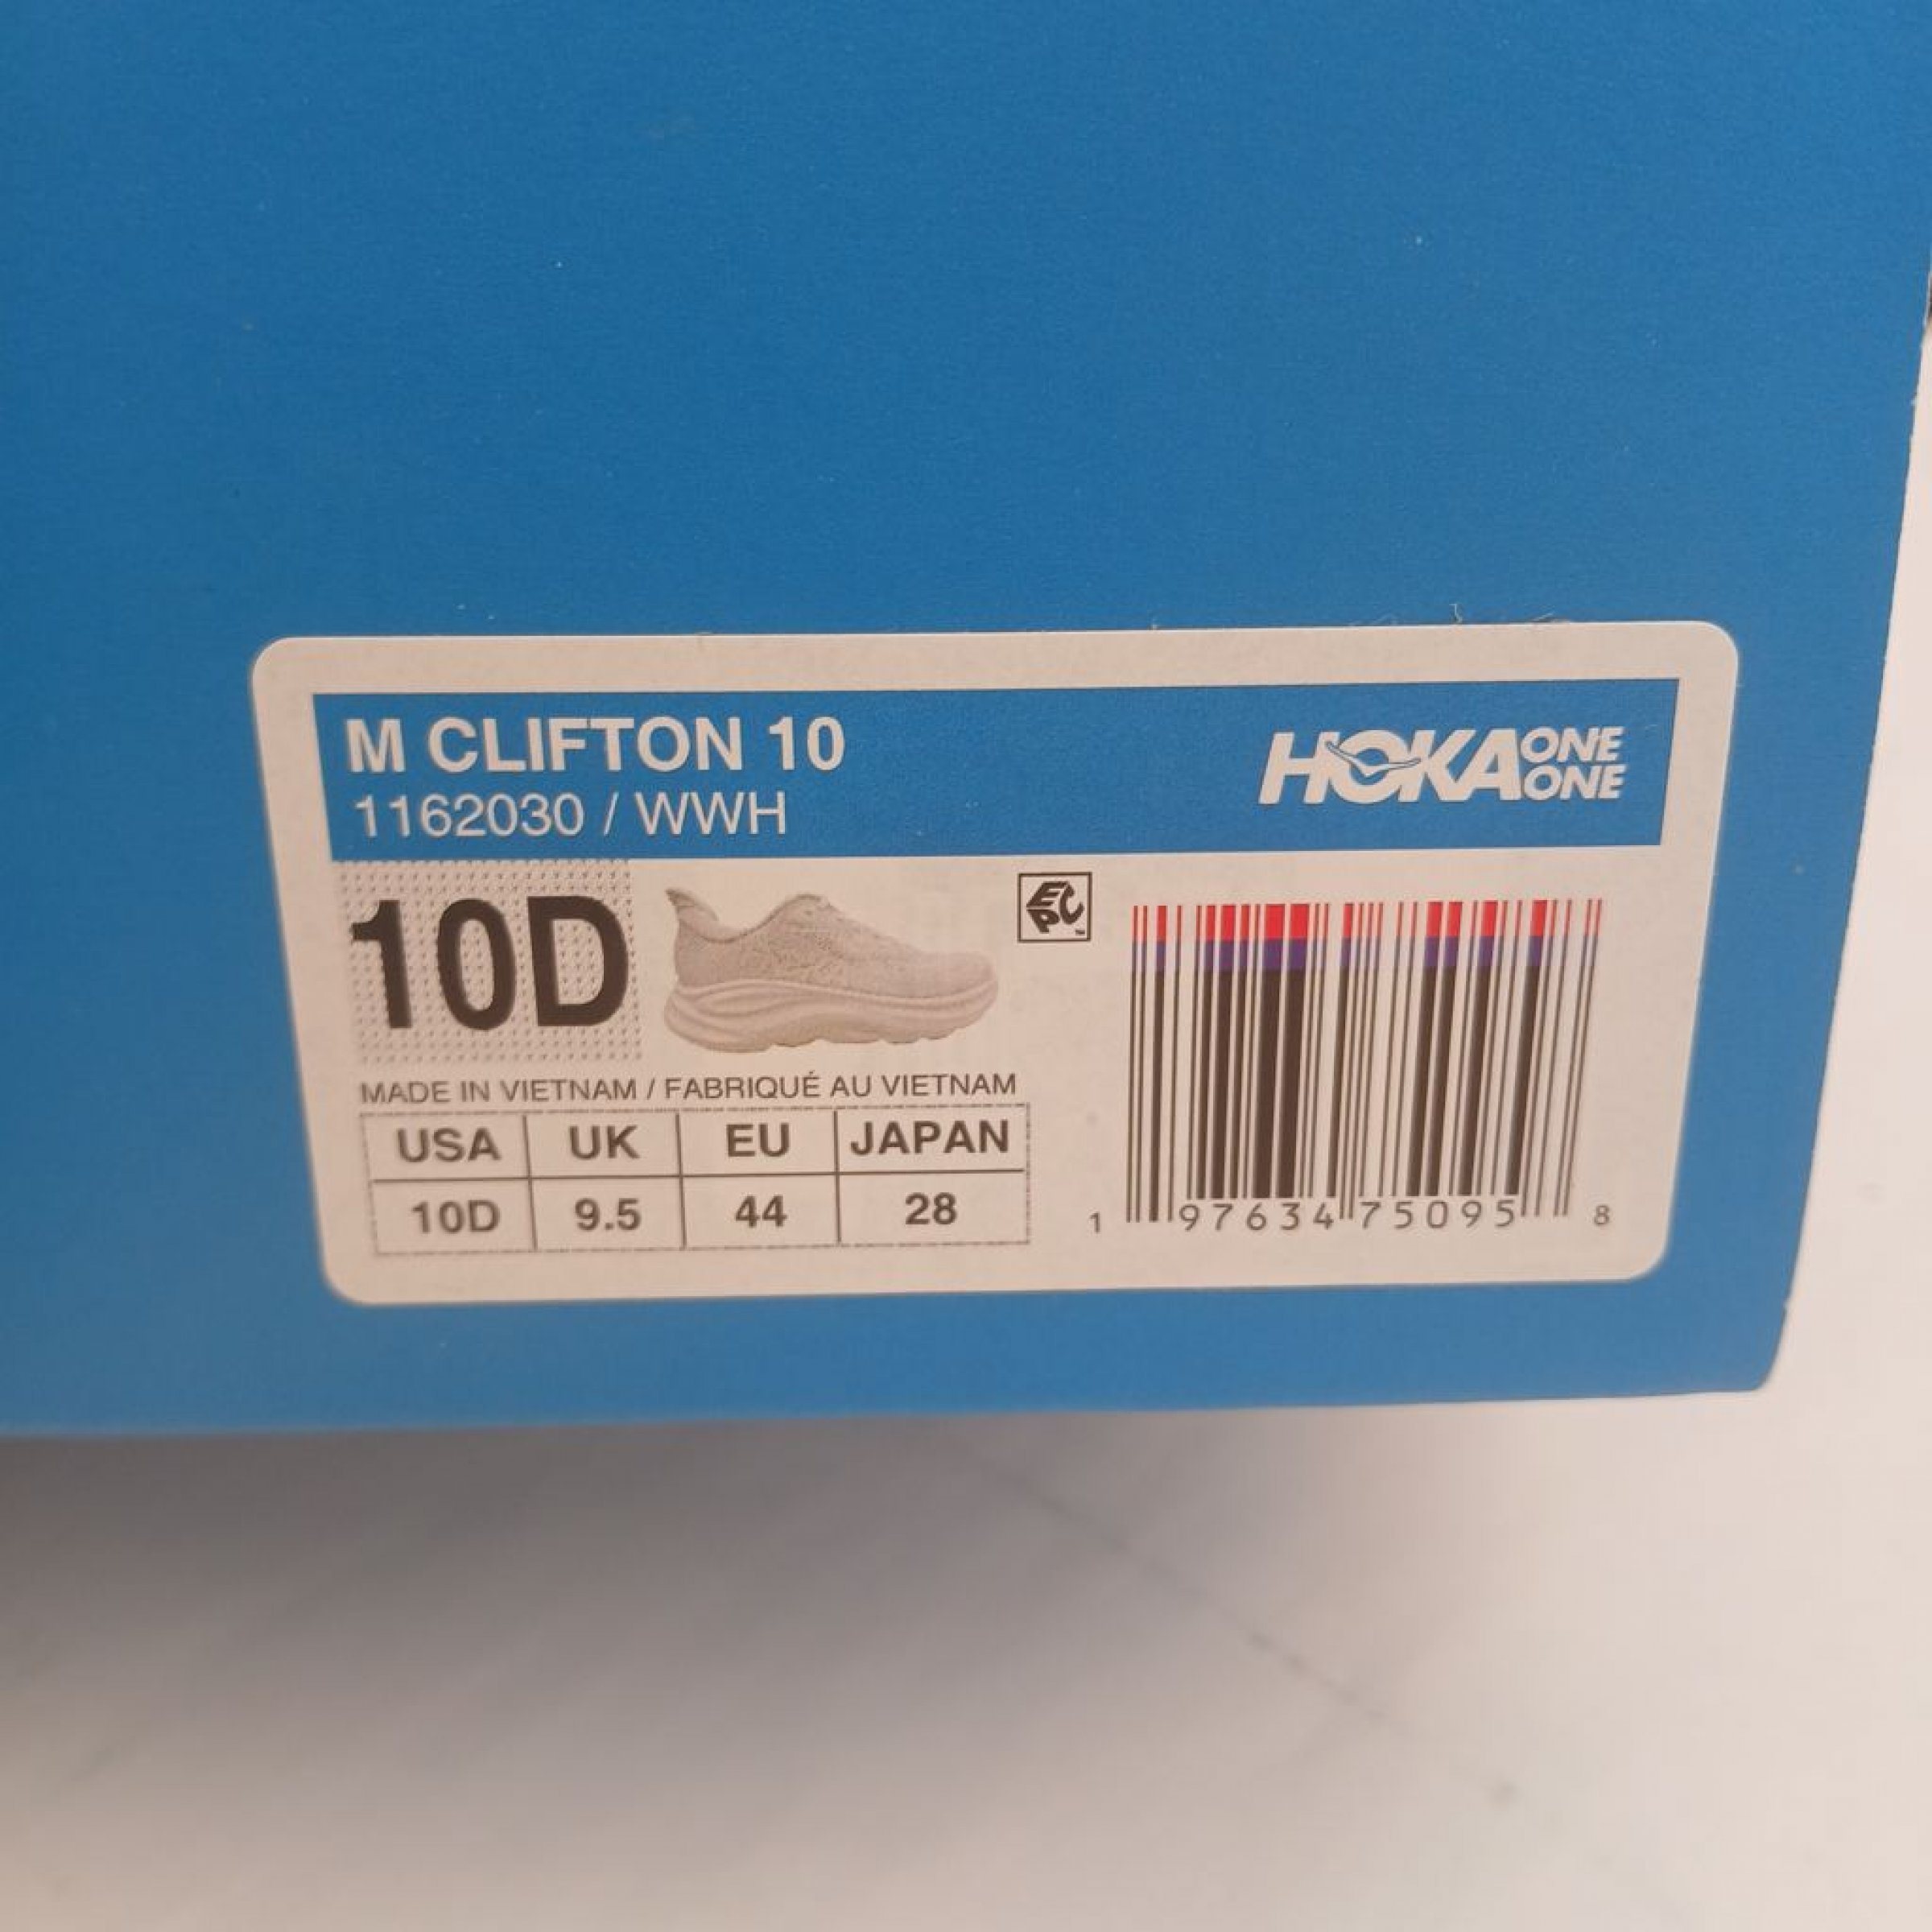 M CLIFTON 10
1162030 / WWH
HOKA ONE ONE
10D
EPC™
MADE IN VIETNAM / FABRIQUÉ AU VIETNAM
USA UK EU JAPAN
10D 9.5 44 28
1 97634 75095 8